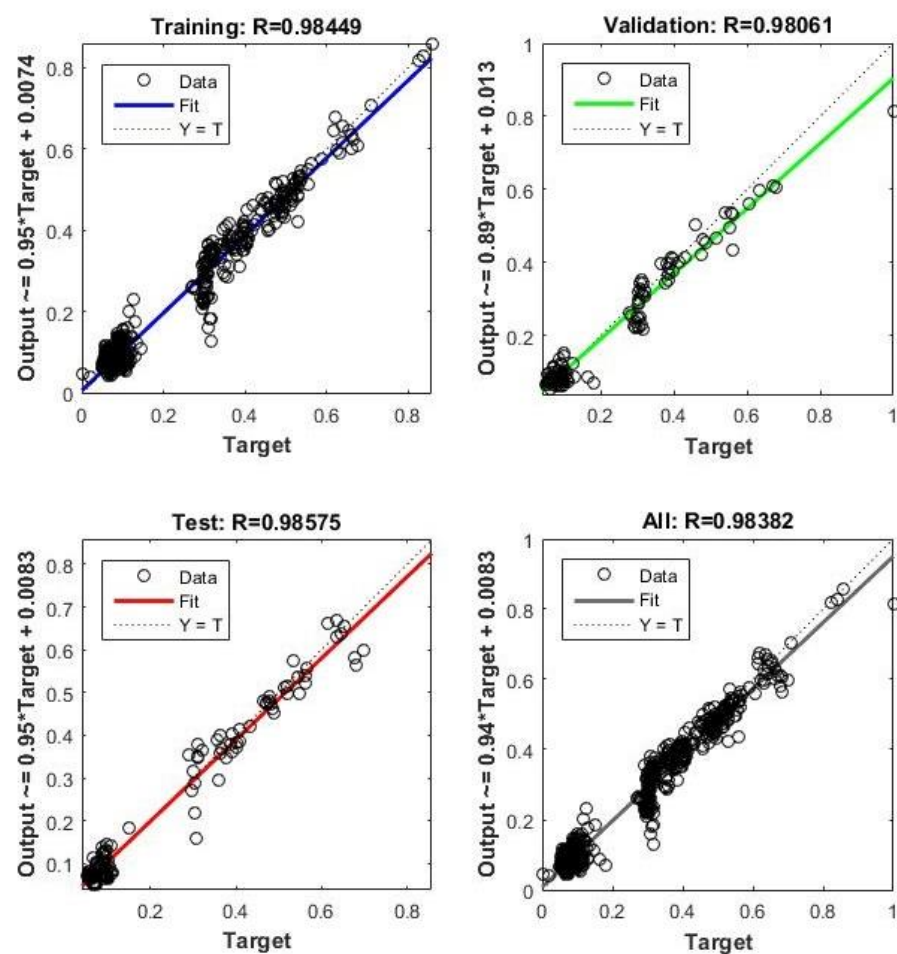 Training: R=0.98449
Output ~= 0.95*Target + 0.0074
Data
Fit
Y = T
0.8
0.6
0.4
0.2
0
0 0.2 0.4 0.6 0.8
Target
Validation: R=0.98061
Output ~= 0.89*Target + 0.013
Data
Fit
Y = T
1
0.8
0.6
0.4
0.2
0.2 0.4 0.6 0.8 1
Target
Test: R=0.98575
Output ~= 0.95*Target + 0.0083
Data
Fit
Y = T
0.8
0.7
0.6
0.5
0.4
0.3
0.2
0.1
0.2 0.4 0.6 0.8
Target
All: R=0.98382
Output ~= 0.94*Target + 0.0083
Data
Fit
Y = T
1
0.8
0.6
0.4
0.2
0
0 0.2 0.4 0.6 0.8 1
Target